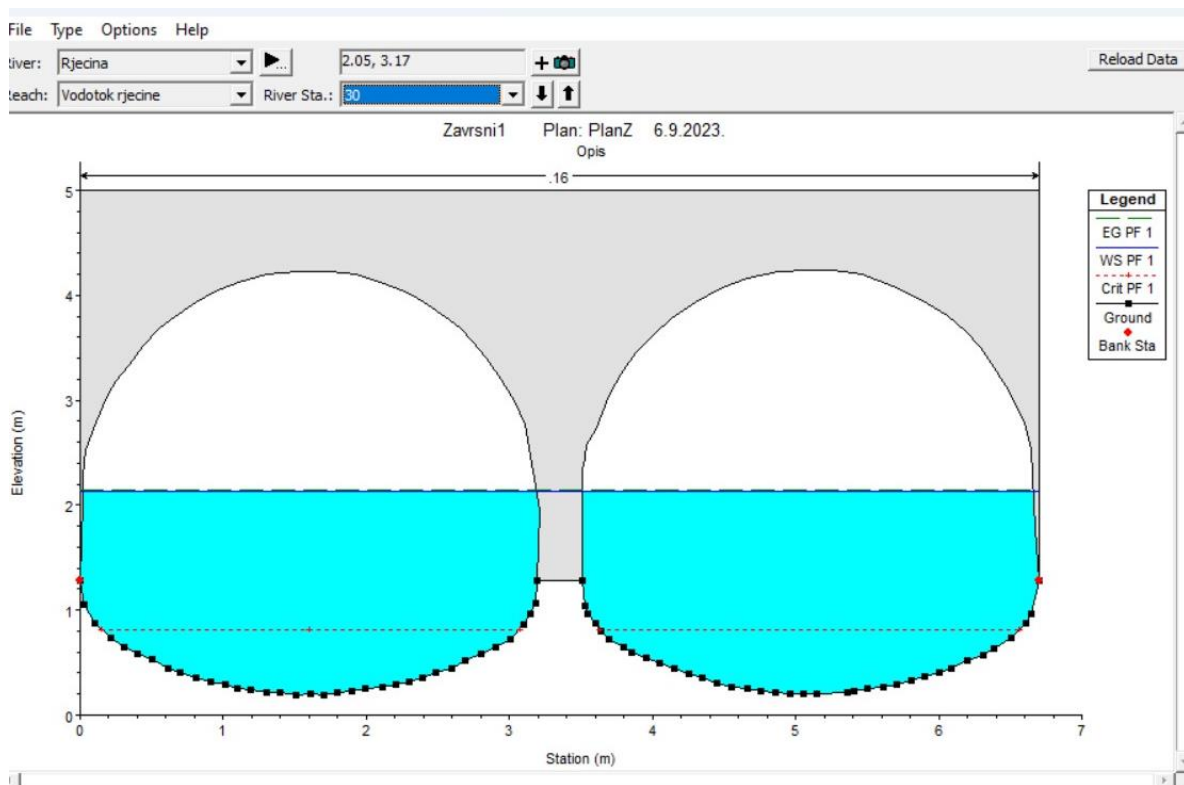 File Type Options Help
River: Rjecina 2.05, 3.17 Reload Data
Reach: Vodotok rjecine River Sta.: 30
Zavrsni1 Plan: PlanZ 6.9.2023.
Opis
.16
Legend
EG PF 1
WS PF 1
Crit PF 1
Ground
Bank Sta
Elevation (m)
5
4
3
2
1
0
0 1 2 3 4 5 6 7
Station (m)